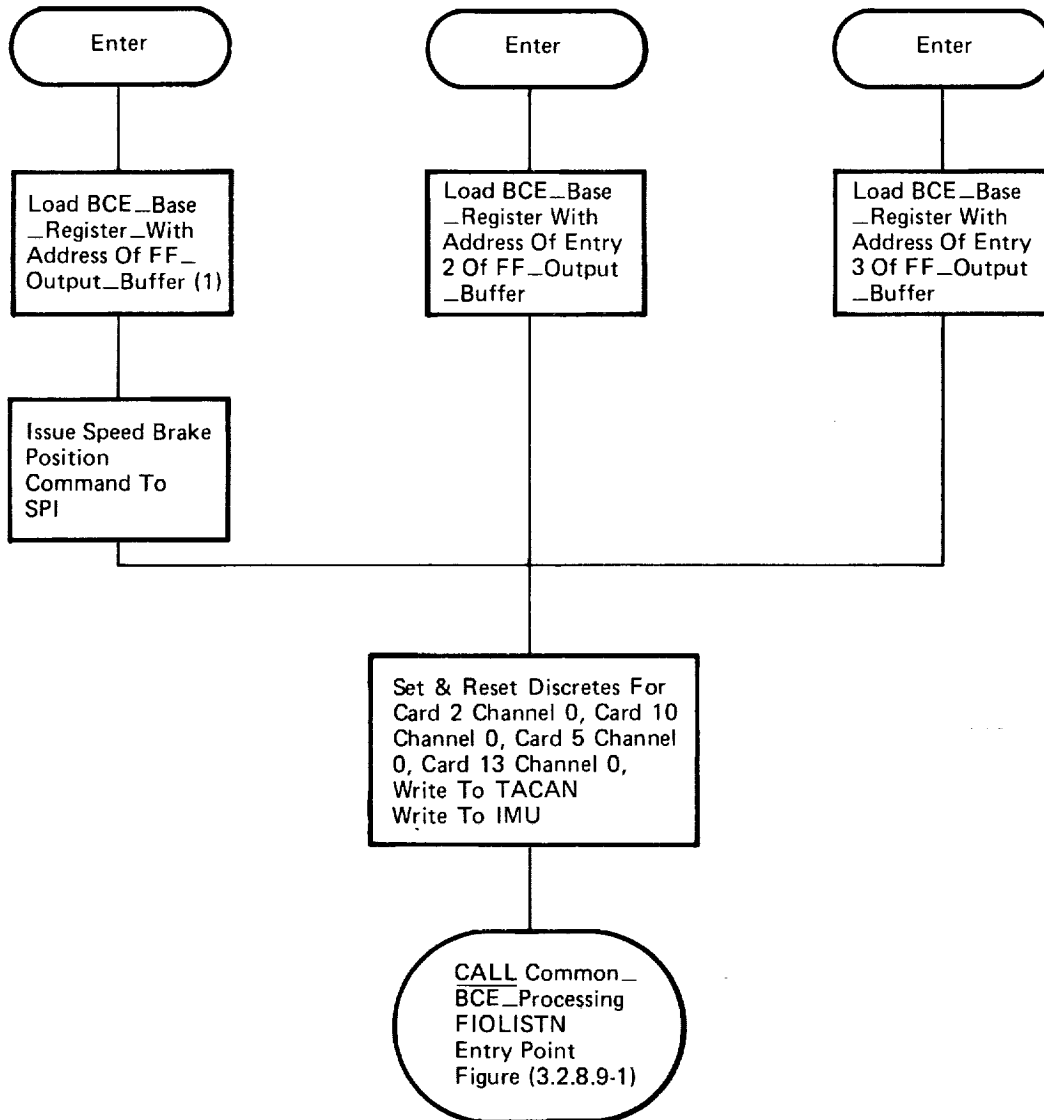 Enter
Enter
Enter
Load BCE_Base
_Register_With
Address Of FF_
Output_Buffer (1)
Load BCE_Base
_Register With
Address Of Entry
2 Of FF_Output
_Buffer
Load BCE_Base
_Register With
Address Of Entry
3 Of FF_Output
_Buffer
Issue Speed Brake
Position
Command To
SPI
Set & Reset Discretes For
Card 2 Channel 0, Card 10
Channel 0, Card 5 Channel
0, Card 13 Channel 0,
Write To TACAN
Write To IMU
CALL Common_
BCE_Processing
FIOLISTN
Entry Point
Figure (3.2.8.9-1)